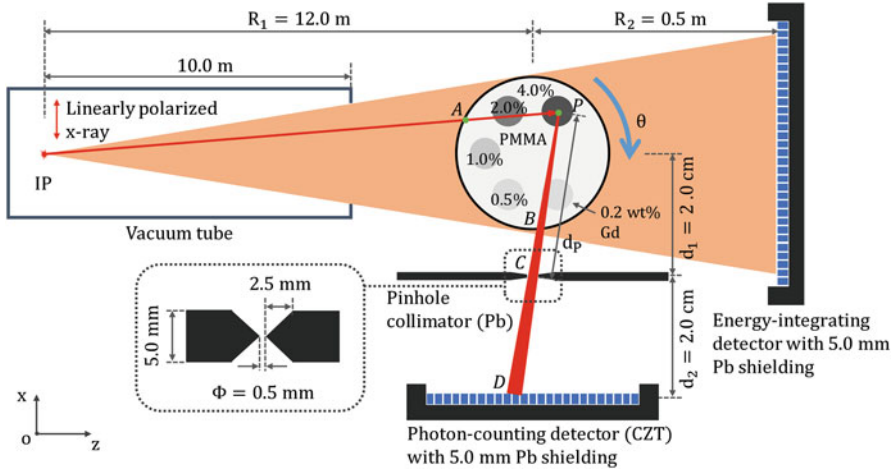 R₁ = 12.0 m
R₂ = 0.5 m
10.0 m
Linearly polarized
x-ray
IP
Vacuum tube
A
4.0%
2.0%
P
PMMA
1.0%
0.5%
B
θ
0.2 wt%
Gd
d₁ = 2 .0 cm
dₚ
C
Pinhole
collimator (Pb)
2.5 mm
5.0 mm
Φ = 0.5 mm
d₂ = 2.0 cm
Energy-integrating
detector with 5.0 mm
Pb shielding
D
Photon-counting detector (CZT)
with 5.0 mm Pb shielding
x
o
z